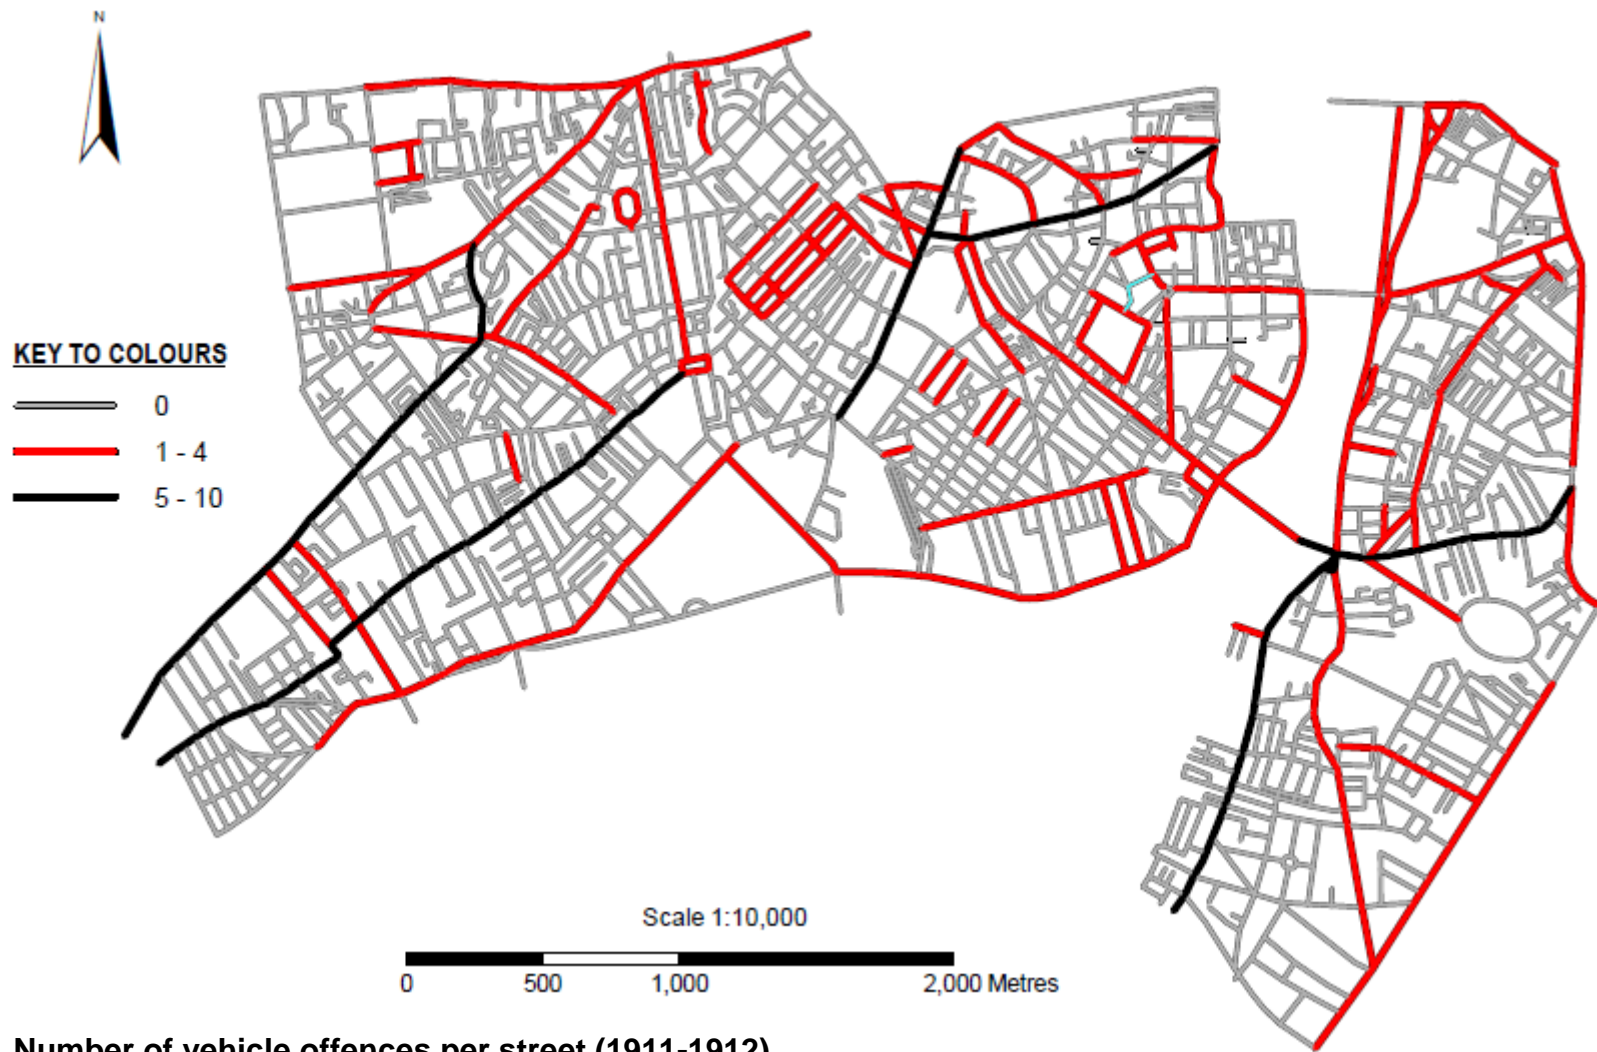 N
KEY TO COLOURS
0
1 - 4
5 - 10
Scale 1:10,000
0 500 1,000 2,000 Metres
Number of vehicle offences per street (1911-1912)